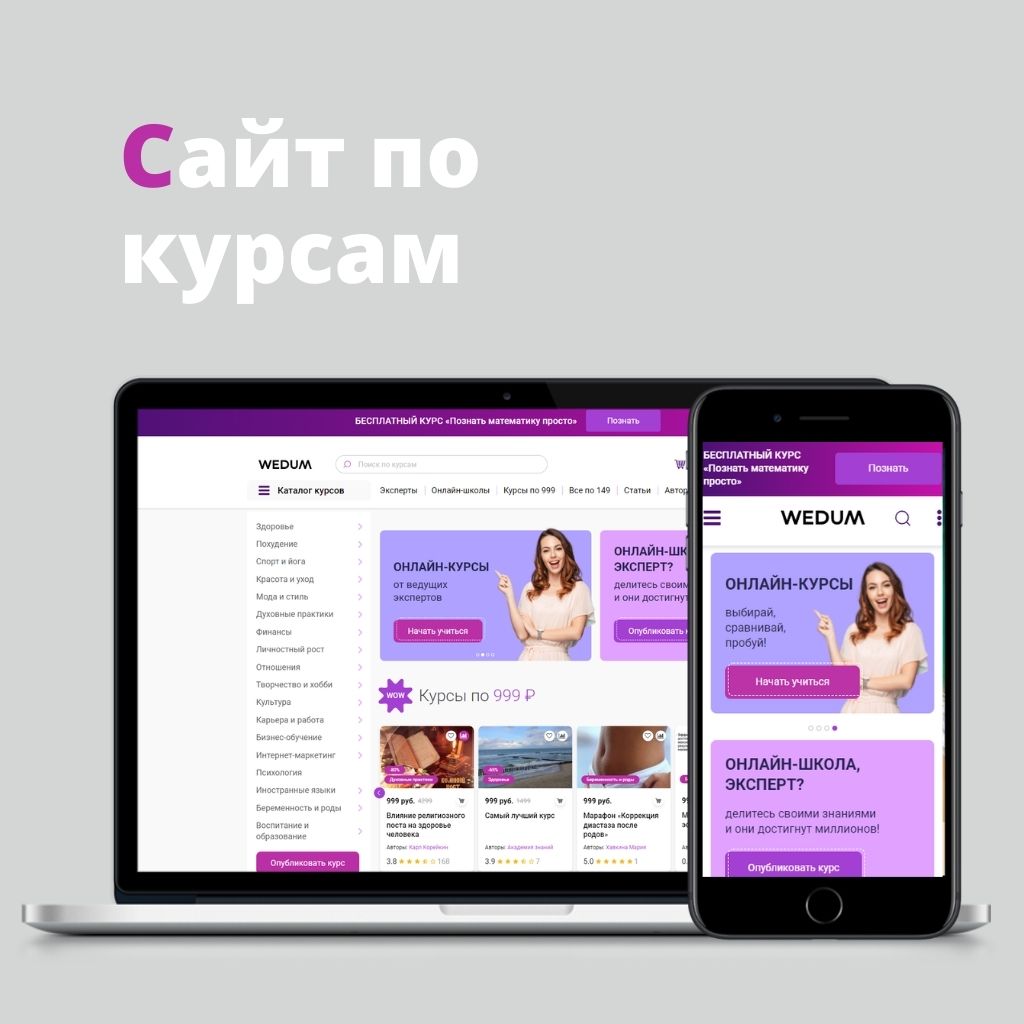 Сайт по
курсам
БЕСПЛАТНЫЙ КУРС «Познать математику просто»
Познать
WEDUM
Поиск по курсам
Каталог курсов
Эксперты
Онлайн-школы
Курсы по 999
Все по 149
Статьи
Автор
Здоровье
Похудение
Спорт и йога
Красота и уход
Мода и стиль
Духовные практики
Финансы
Личностный рост
Отношения
Творчество и хобби
Культура
Карьера и работа
Бизнес-обучение
Интернет-маркетинг
Психология
Иностранные языки
Беременность и роды
Воспитание и
образование
Опубликовать курс
ОНЛАЙН-КУРСЫ
от ведущих
экспертов
Начать учиться
ОНЛАЙН-ШК
ЭКСПЕРТ?
делитесь своим
и они достигнут
Опубликовать к
WOW
Курсы по 999 ₽
Духовные практики
999 руб. 4299
Влияние религиозного
поста на здоровье
человека
Авторы: Карл Корейкин
3.8 168
Здоровье
999 руб. 1499
Самый лучший курс
Авторы: Академия знаний
3.9 7
Беременность и роды
999 руб.
Марафон «Коррекция
диастаза после
родов»
Авторы: Хавкина Мария
5.0 1
БЕСПЛАТНЫЙ КУРС
«Познать математику
просто»
Познать
WEDUM
ОНЛАЙН-КУРСЫ
выбирай,
сравнивай,
пробуй!
Начать учиться
ОНЛАЙН-ШКОЛА,
ЭКСПЕРТ?
делитесь своими знаниями
и они достигнут миллионов!
Опубликовать курс